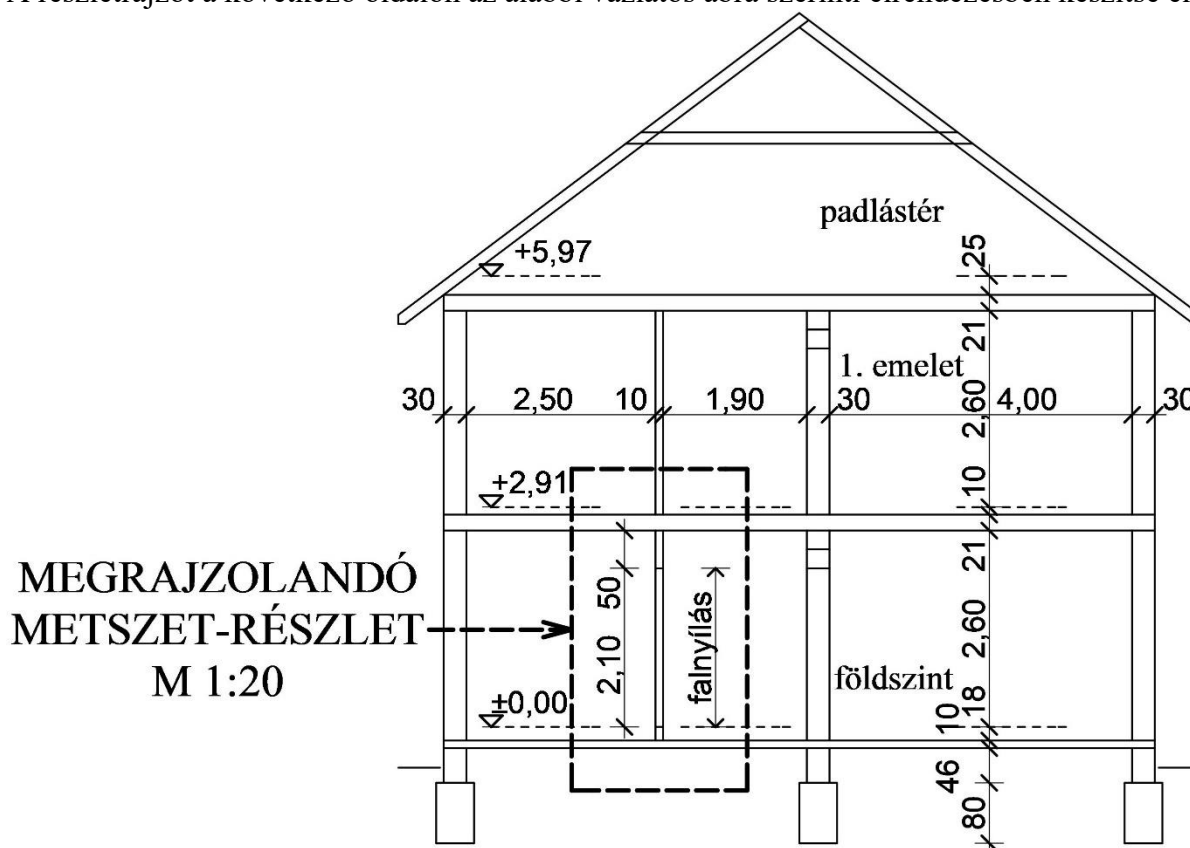 A részletrajzot a következő oldalon az alábbi vázlatos ábra szerinti elrendezésben készítse el
padlástér
+5,97
25
21
1. emelet
30
2,50
10
1,90
30
2,60
4,00
30
+2,91
10
21
50
2,60
MEGRAJZOLANDÓ
METSZET-RÉSZLET
M 1:20
2,10
falnyílás
földszint
±0,00
18
10
46
80